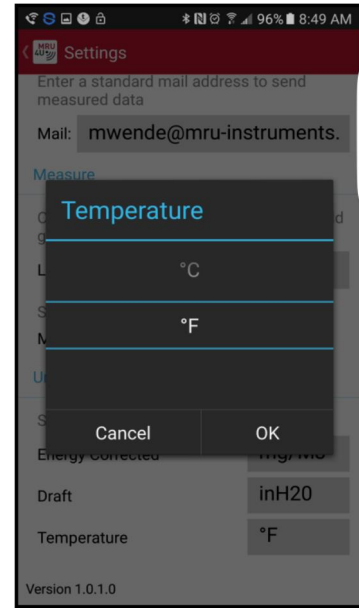 96% 8:49 AM
MRU
4U
Settings
Enter a standard mail address to send
measured data
Mail: mwende@mru-instruments.
Measure
Temperature
°C
°F
Cancel OK
Energy Corrected
Draft inH20
Temperature °F
Version 1.0.1.0